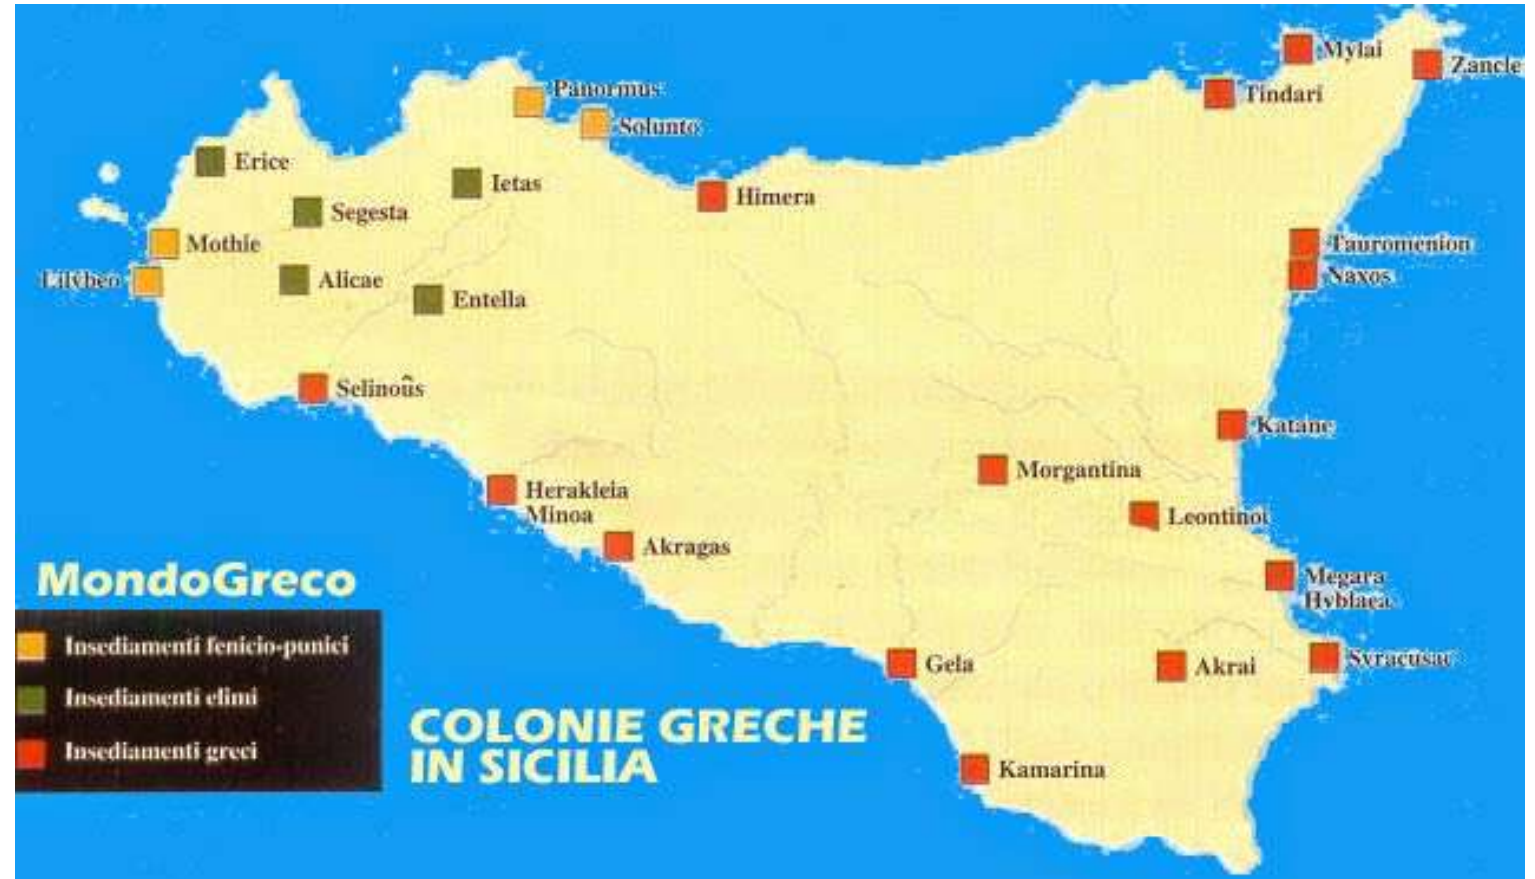 Mylai
Zancle
Panormus
Tindari
Solunto
Erice
Ietas
Himera
Segesta
Mothie
Tauromenion
Lilybeo
Alicae
Naxos
Entella
Selinoûs
Katane
Morgantina
Herakleia
Minoa
Leontinoi
Akragas
MondoGreco
Megara
Hyblaea
Insediamenti fenicio-punici
Gela
Akrai
Syracusae
Insediamenti elimi
COLONIE GRECHE
IN SICILIA
Insediamenti greci
Kamarina